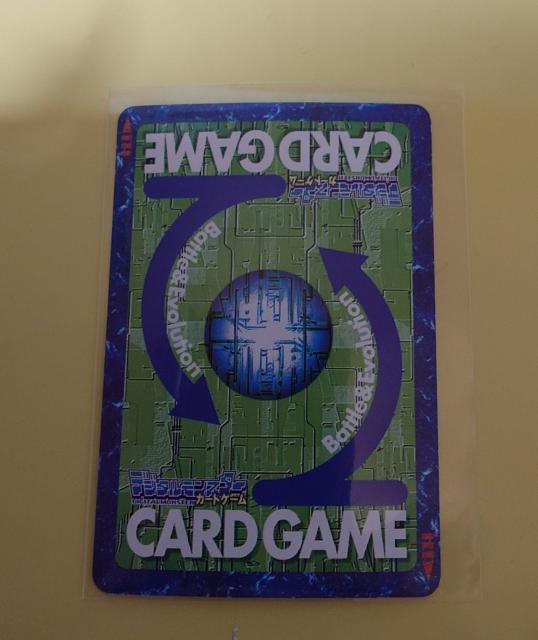 CARD GAME
デジタルモンスター
カードゲーム
Battle&Evolution
Battle&Evolution
デジタルモンスター
DIGITAL MONSTER
カードゲーム
CARD GAME